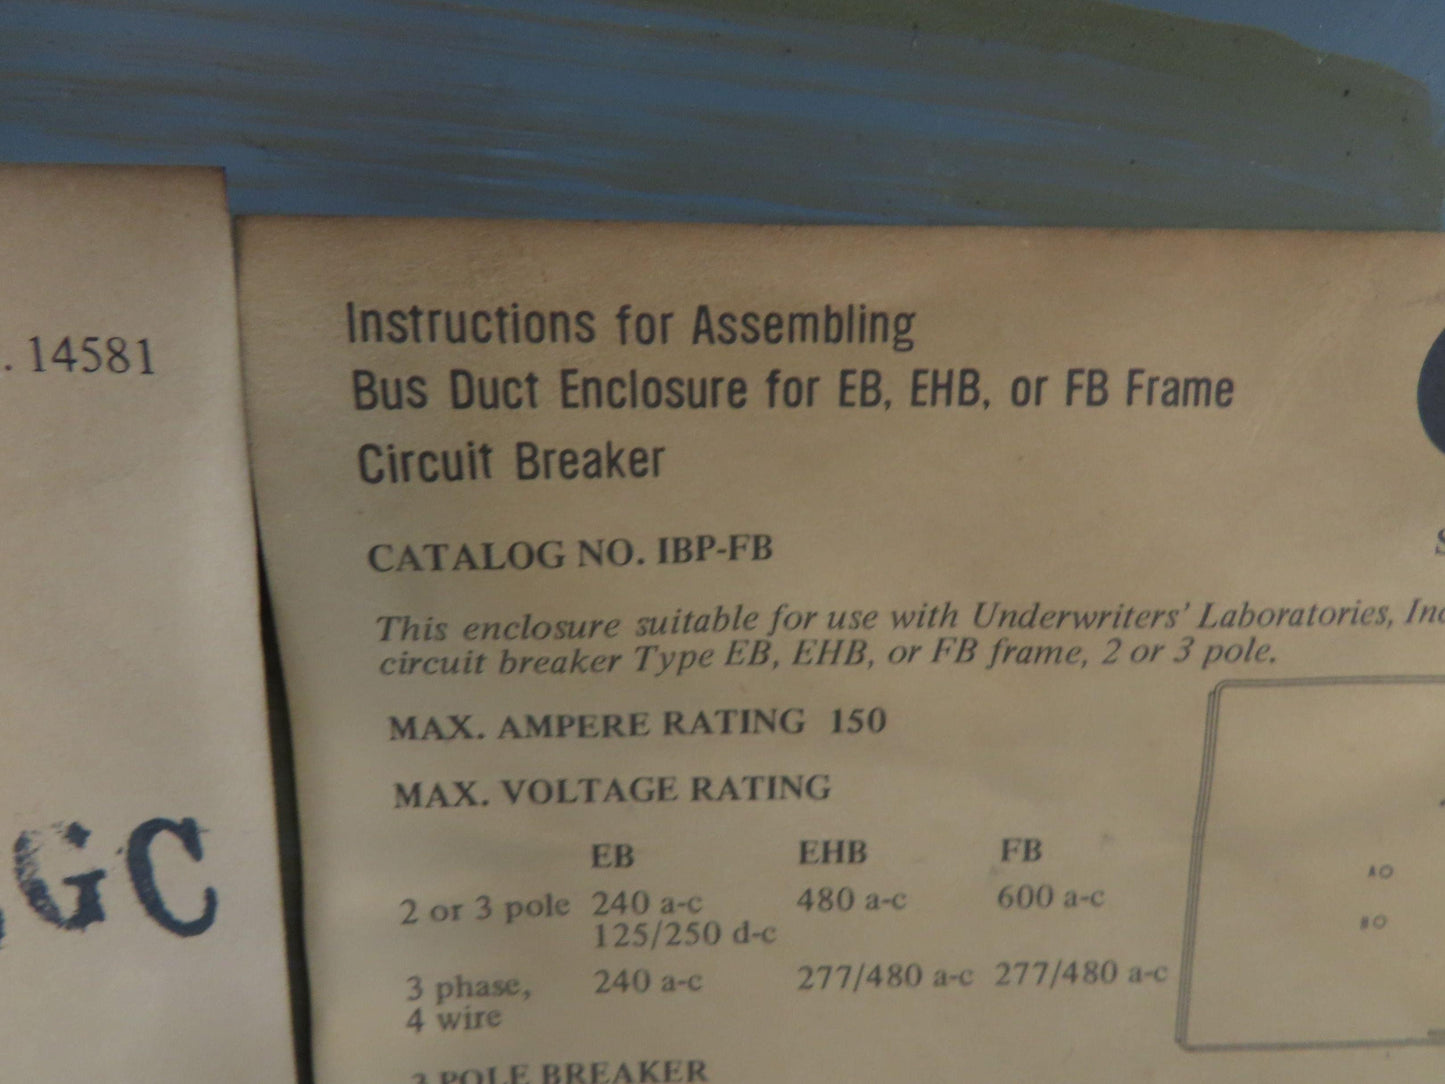 . 14581
GC
Instructions for Assembling
Bus Duct Enclosure for EB, EHB, or FB Frame
Circuit Breaker
CATALOG NO. IBP-FB
This enclosure suitable for use with Underwriters' Laboratories, Inc
circuit breaker Type EB, EHB, or FB frame, 2 or 3 pole.
MAX. AMPERE RATING 150
MAX. VOLTAGE RATING
EB EHB FB
2 or 3 pole 240 a-c 480 a-c 600 a-c
125/250 d-c
3 phase, 240 a-c 277/480 a-c 277/480 a-c
4 wire
POLE BREAKER
A O
B O